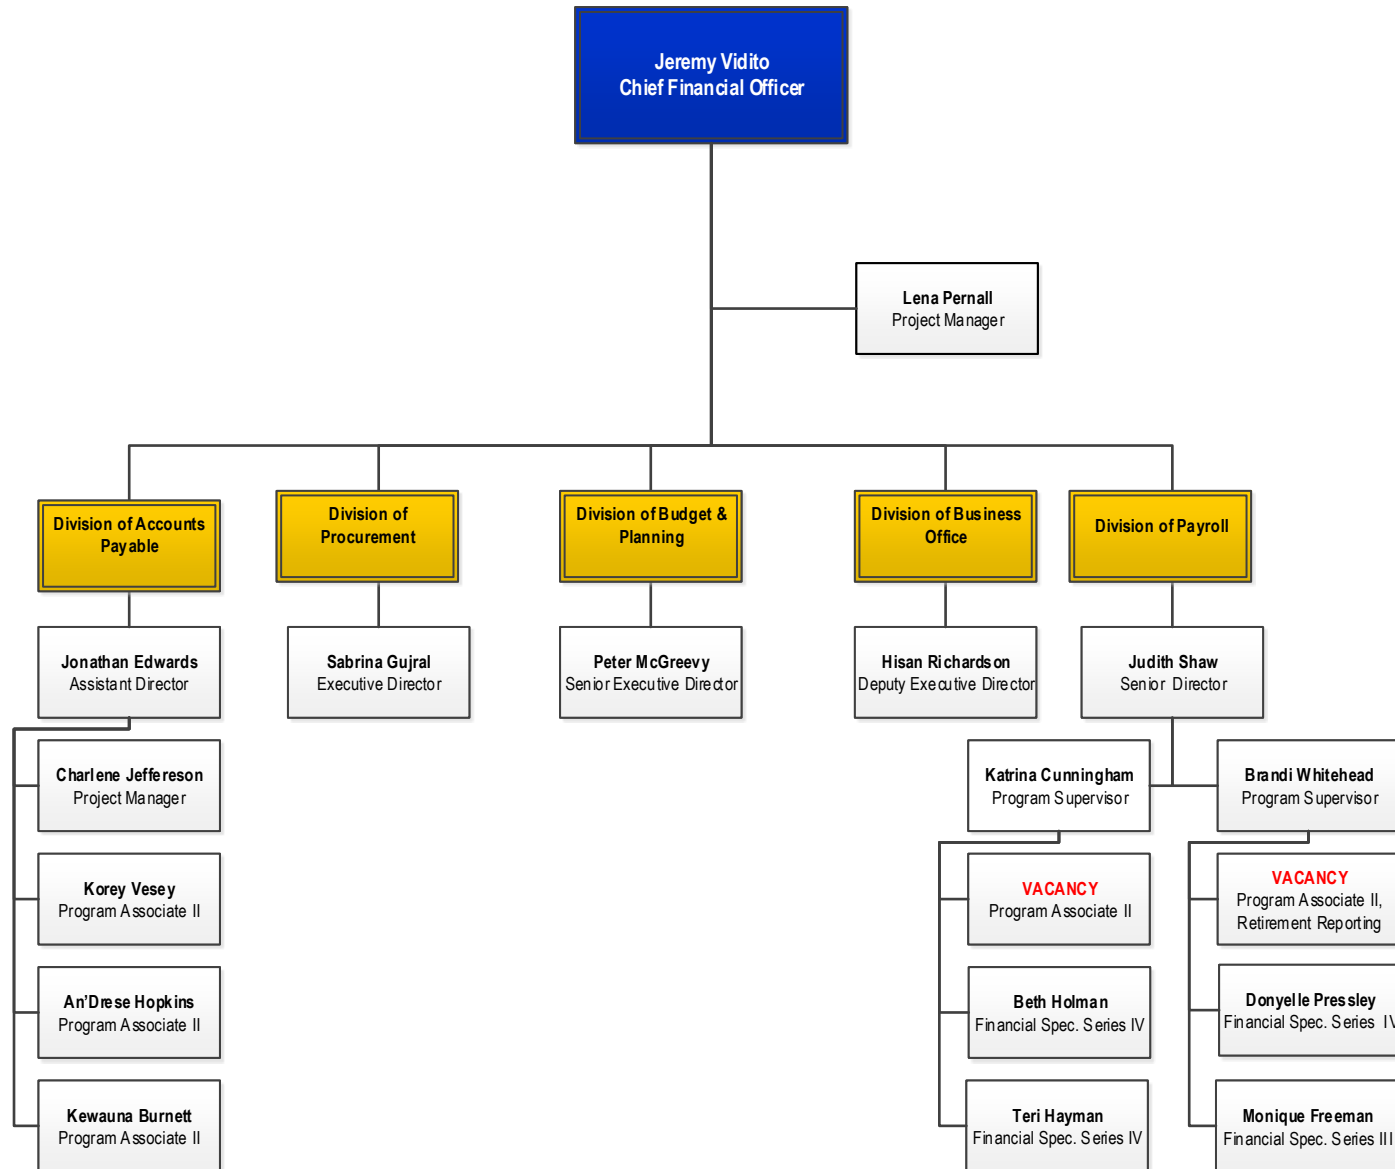 Jeremy Vidito
Chief Financial Officer
Lena Pernall
Project Manager
Division of Accounts
Payable
Division of
Procurement
Division of Budget &
Planning
Division of Business
Office
Division of Payroll
Jonathan Edwards
Assistant Director
Sabrina Gujral
Executive Director
Peter McGreevy
Senior Executive Director
Hisan Richardson
Deputy Executive Director
Judith Shaw
Senior Director
Charlene Jeffereson
Project Manager
Katrina Cunningham
Program Supervisor
Brandi Whitehead
Program Supervisor
Korey Vesey
Program Associate II
VACANCY
Program Associate II
VACANCY
Program Associate II,
Retirement Reporting
An’Drese Hopkins
Program Associate II
Beth Holman
Financial Spec. Series IV
Donyelle Pressley
Financial Spec. Series IV
Kewauna Burnett
Program Associate II
Teri Hayman
Financial Spec. Series IV
Monique Freeman
Financial Spec. Series III